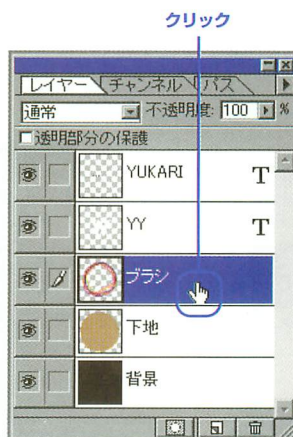 クリック
レイヤー チャンネル パス
通常 不透明度: 100 %
透明部分の保護
YUKARI T
YY T
ブラシ
下地
背景